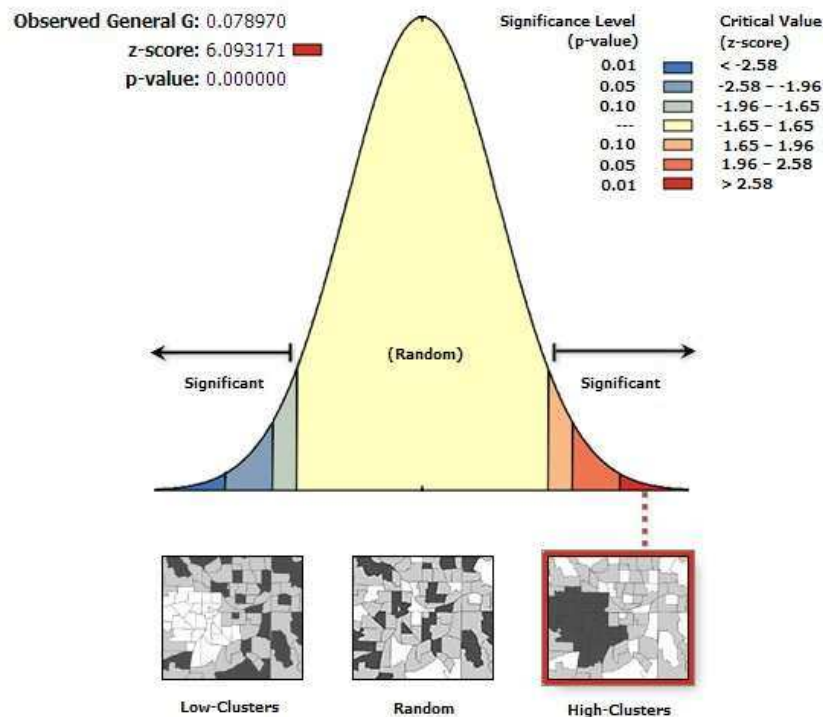 Observed General G: 0.078970
z-score: 6.093171
p-value: 0.000000
Significance Level
(p-value)
Critical Value
(z-score)
0.01 < -2.58
0.05 -2.58 – -1.96
0.10 -1.96 – -1.65
--- -1.65 – 1.65
0.10 1.65 – 1.96
0.05 1.96 – 2.58
0.01 > 2.58
Significant
(Random)
Significant
Low-Clusters
Random
High-Clusters